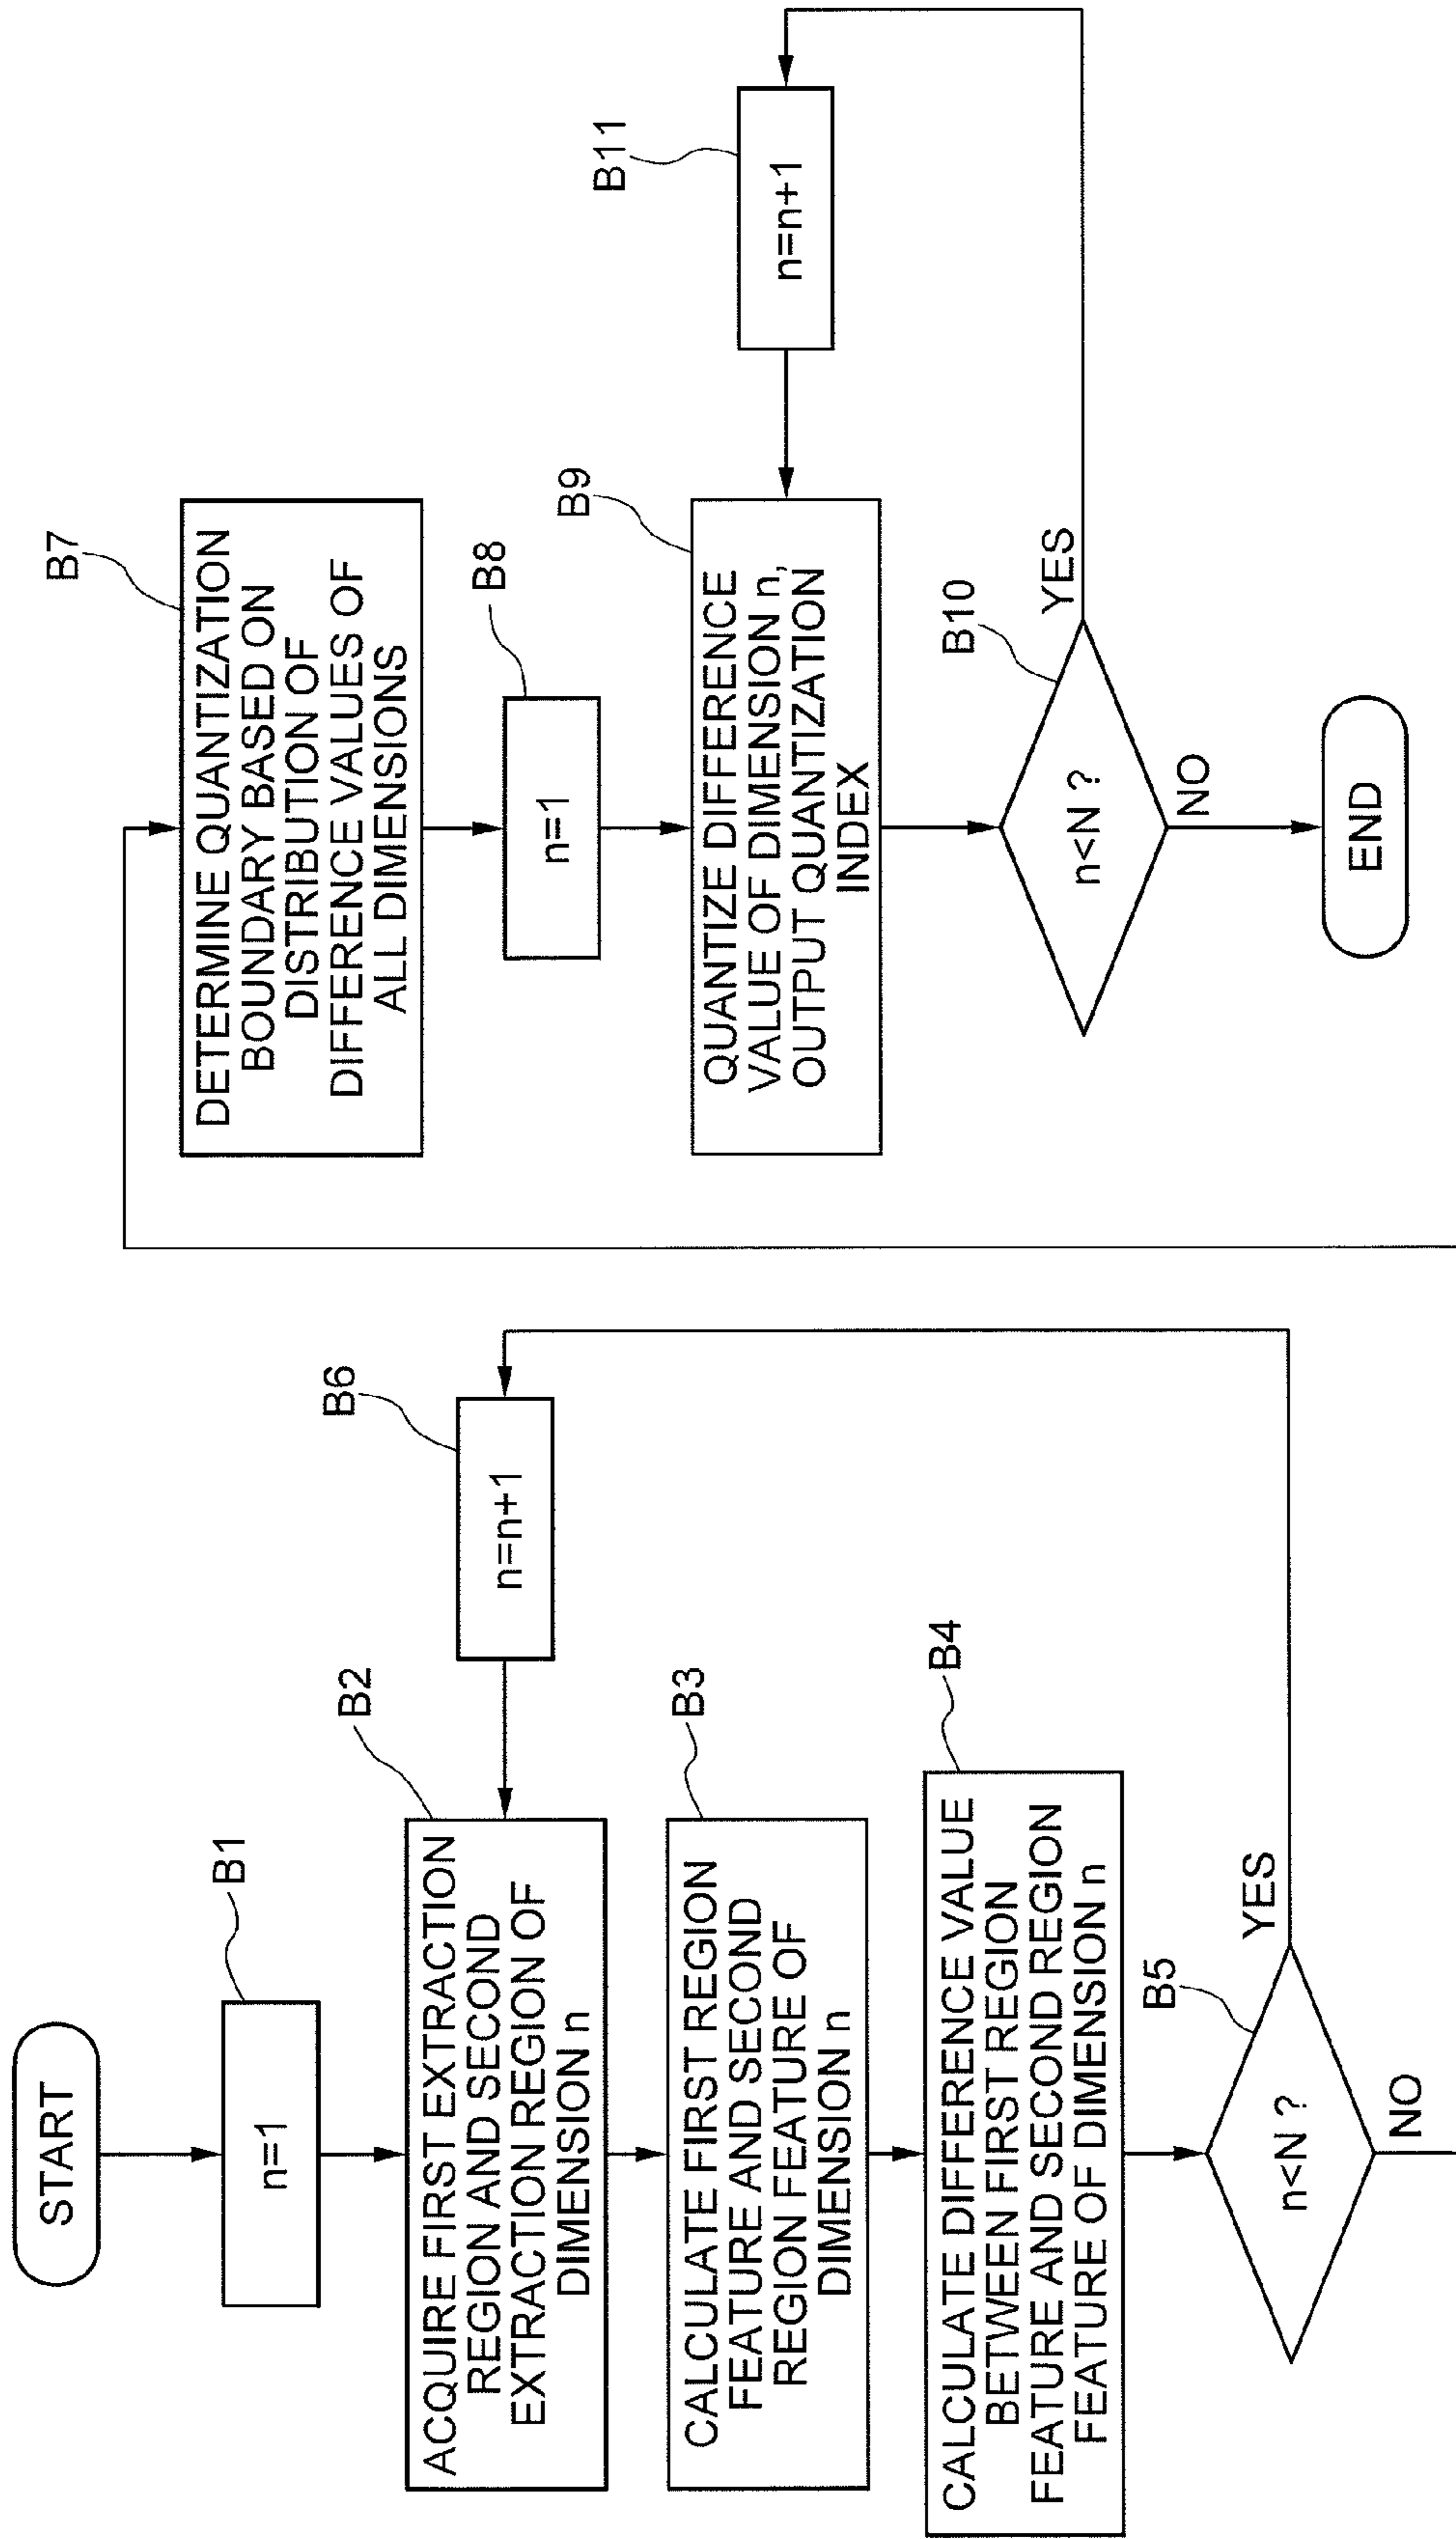 START
B1
n=1
B2
ACQUIRE FIRST EXTRACTION
REGION AND SECOND
EXTRACTION REGION OF
DIMENSION n
B6
n=n+1
B3
CALCULATE FIRST REGION
FEATURE AND SECOND
REGION FEATURE OF
DIMENSION n
B4
CALCULATE DIFFERENCE VALUE
BETWEEN FIRST REGION
FEATURE AND SECOND REGION
FEATURE OF DIMENSION n
B5
n<N ?
YES
NO
B7
DETERMINE QUANTIZATION
BOUNDARY BASED ON
DISTRIBUTION OF
DIFFERENCE VALUES OF
ALL DIMENSIONS
B8
n=1
B9
QUANTIZE DIFFERENCE
VALUE OF DIMENSION n,
OUTPUT QUANTIZATION
INDEX
B11
n=n+1
B10
n<N ?
YES
NO
END